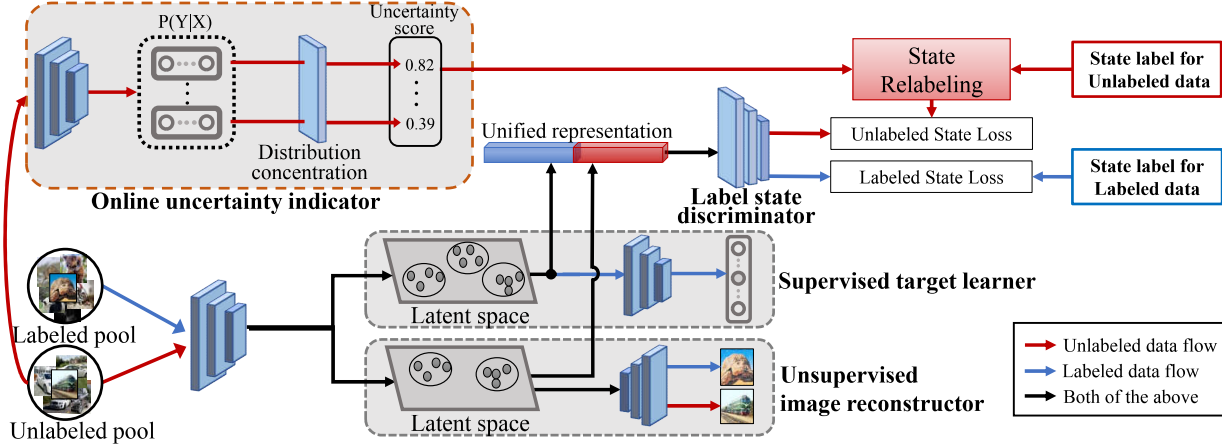 P(Y|X)
Uncertainty
score
0.82
0.39
Distribution
concentration
Online uncertainty indicator
State
Relabeling
State label for
Unlabeled data
Unified representation
Unlabeled State Loss
Labeled State Loss
State label for
Labeled data
Label state
discriminator
Labeled pool
Unlabeled pool
Latent space
Supervised target learner
Latent space
Unsupervised
image reconstructor
Unlabeled data flow
Labeled data flow
Both of the above